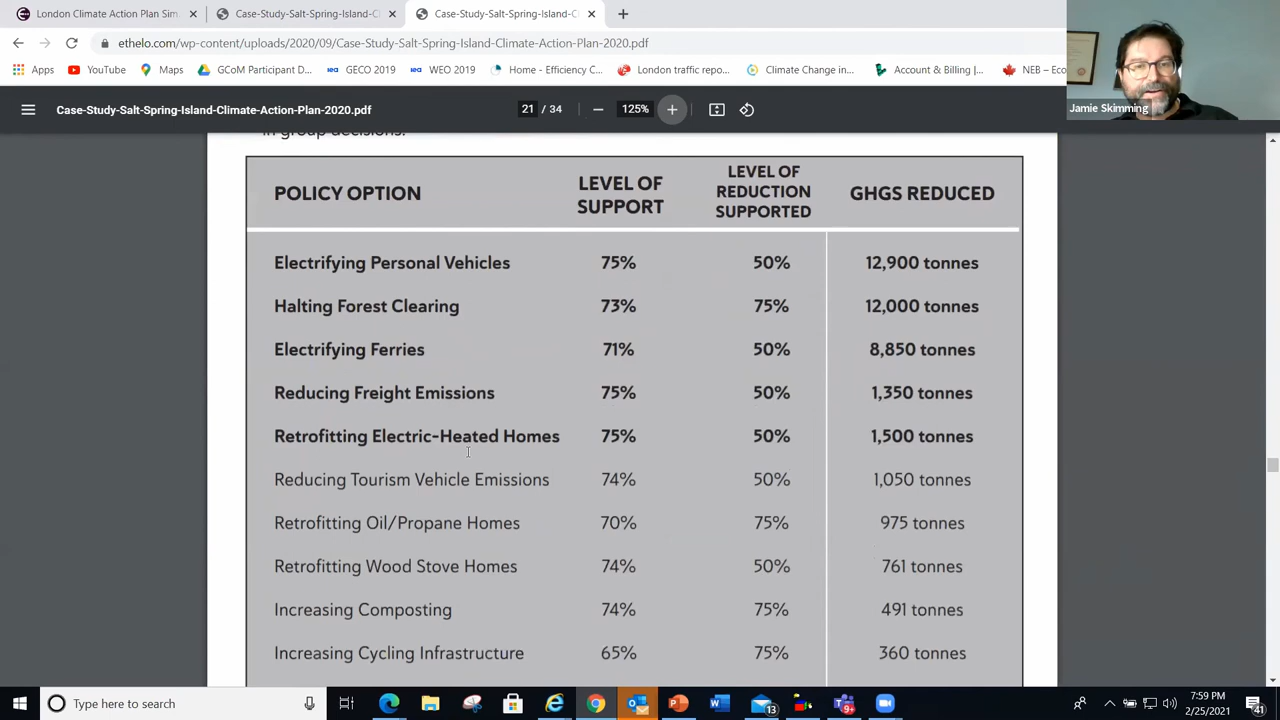 London Climate Action Plan Sim
Case-Study-Salt-Spring-Island-C
Case-Study-Salt-Spring-Island-C
ethelo.com/wp-content/uploads/2020/09/Case-Study-Salt-Spring-Island-Climate-Action-Plan-2020.pdf
Apps YouTube Maps GCoM Participant D... iea GECO 2019 iea WEO 2019 Home - Efficiency C... London traffic repo... Climate Change in... Account & Billing |... NEB – Eco
Jamie Skimming
Case-Study-Salt-Spring-Island-Climate-Action-Plan-2020.pdf 21 / 34 − 125% +
in group decisions.
POLICY OPTION LEVEL OF SUPPORT LEVEL OF REDUCTION SUPPORTED GHGS REDUCED
Electrifying Personal Vehicles 75% 50% 12,900 tonnes
Halting Forest Clearing 73% 75% 12,000 tonnes
Electrifying Ferries 71% 50% 8,850 tonnes
Reducing Freight Emissions 75% 50% 1,350 tonnes
Retrofitting Electric-Heated Homes 75% 50% 1,500 tonnes
Reducing Tourism Vehicle Emissions 74% 50% 1,050 tonnes
Retrofitting Oil/Propane Homes 70% 75% 975 tonnes
Retrofitting Wood Stove Homes 74% 50% 761 tonnes
Increasing Composting 74% 75% 491 tonnes
Increasing Cycling Infrastructure 65% 75% 360 tonnes
Type here to search
13
9+
7:59 PM
2/25/2021
41